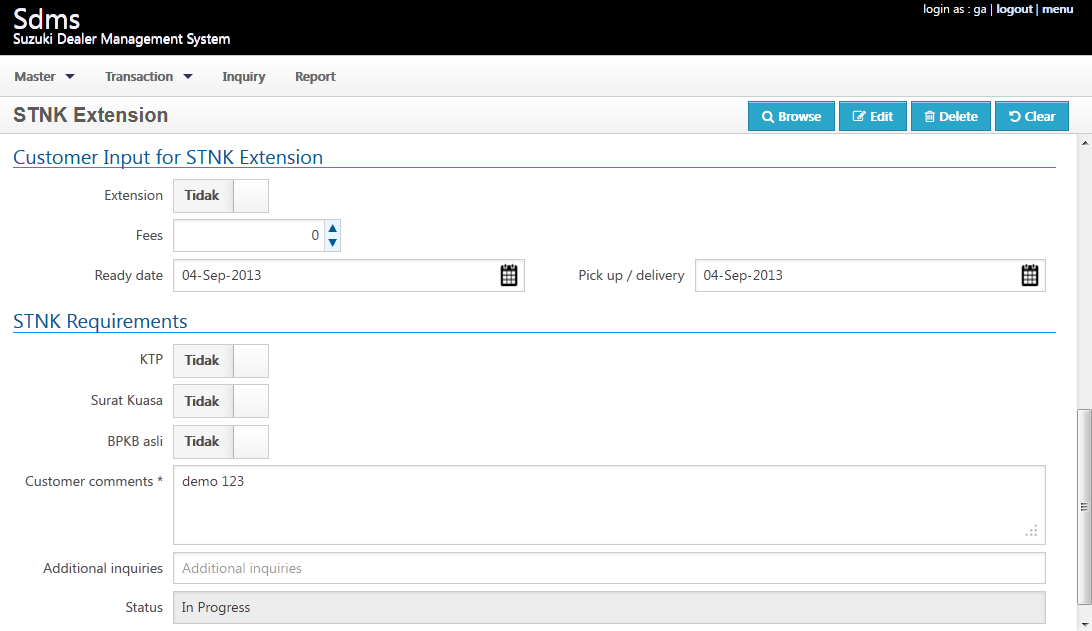 Sdms
Suzuki Dealer Management System
login as : ga | logout | menu
Master Transaction Inquiry Report
STNK Extension
Browse Edit Delete Clear
Customer Input for STNK Extension
Extension Tidak
Fees 0
Ready date 04-Sep-2013 Pick up / delivery 04-Sep-2013
STNK Requirements
KTP Tidak
Surat Kuasa Tidak
BPKB asli Tidak
Customer comments * demo 123
Additional inquiries Additional inquiries
Status In Progress